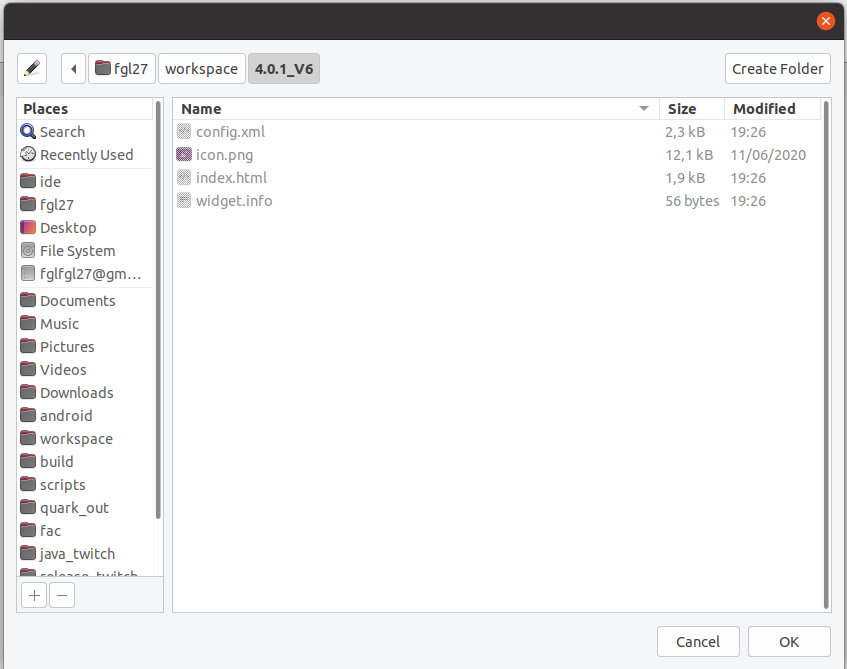 fgl27 workspace 4.0.1_V6 Create Folder
Places
Search
Recently Used
ide
fgl27
Desktop
File System
fglfgl27@gm...
Documents
Music
Pictures
Videos
Downloads
android
workspace
build
scripts
quark_out
fac
java_twitch
release_twitch
Name Size Modified
config.xml 2,3 kB 19:26
icon.png 12,1 kB 11/06/2020
index.html 1,9 kB 19:26
widget.info 56 bytes 19:26
Cancel OK